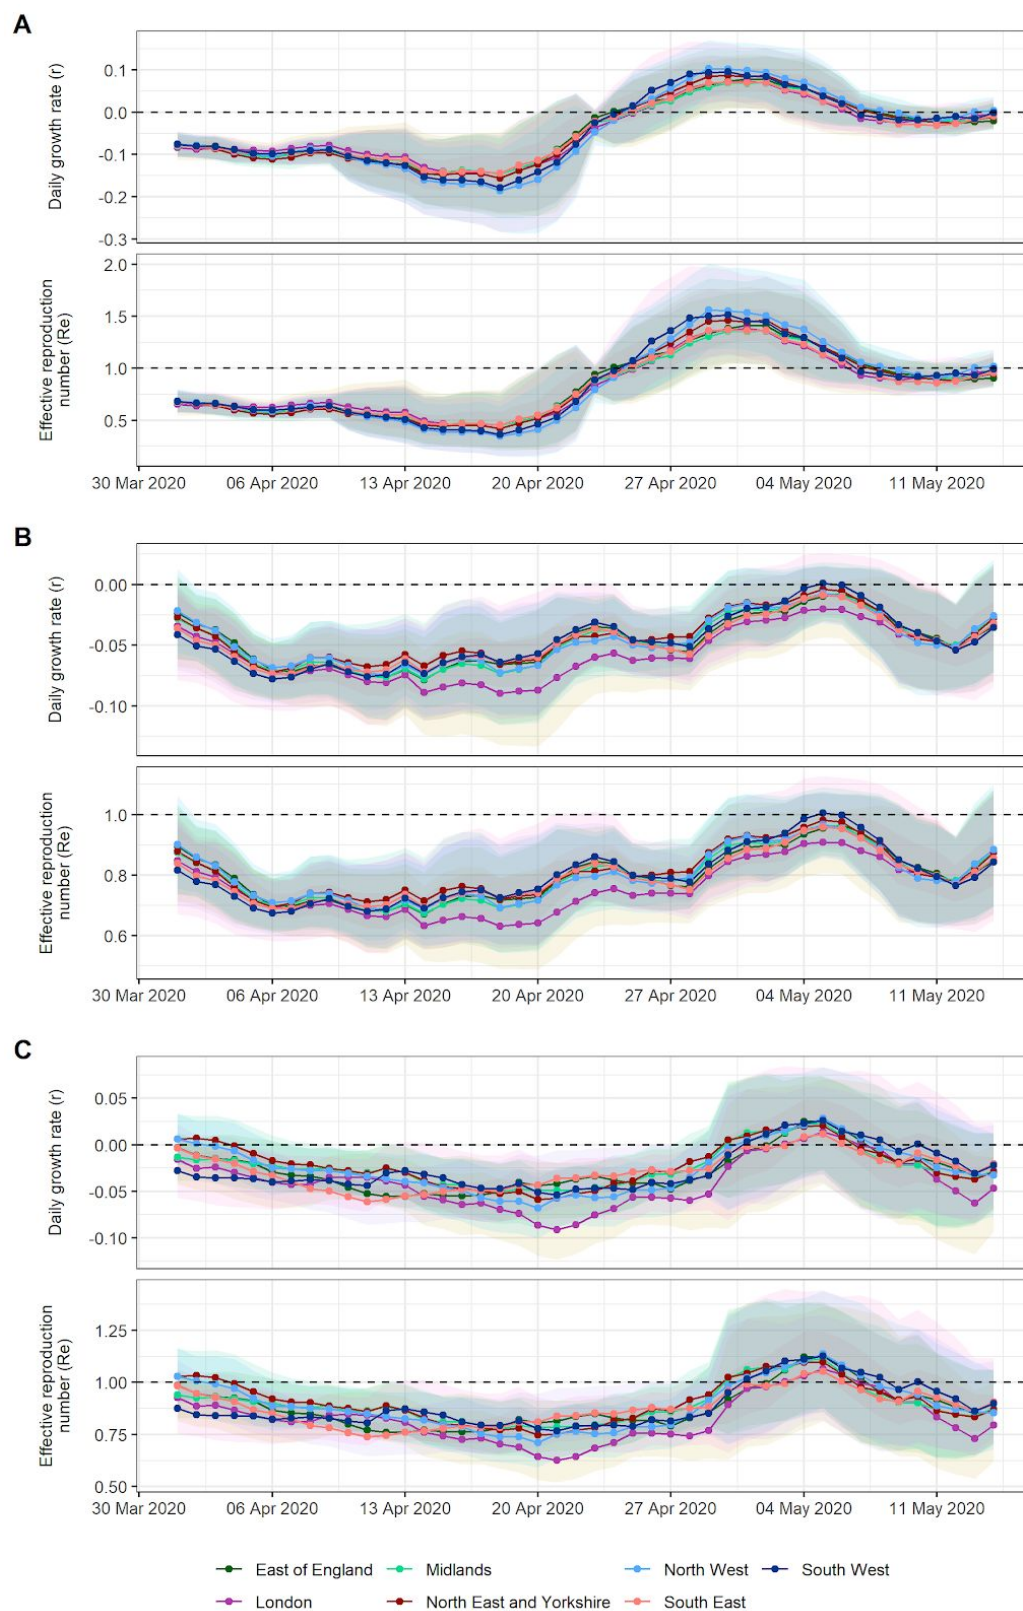 A
Daily growth rate (r)
0.1
0.0
-0.1
-0.2
-0.3
Effective reproduction
number (Re)
2.0
1.5
1.0
0.5
30 Mar 2020 06 Apr 2020 13 Apr 2020 20 Apr 2020 27 Apr 2020 04 May 2020 11 May 2020
B
Daily growth rate (r)
0.00
-0.05
-0.10
Effective reproduction
number (Re)
1.0
0.8
0.6
30 Mar 2020 06 Apr 2020 13 Apr 2020 20 Apr 2020 27 Apr 2020 04 May 2020 11 May 2020
C
Daily growth rate (r)
0.05
0.00
-0.05
-0.10
Effective reproduction
number (Re)
1.25
1.00
0.75
0.50
30 Mar 2020 06 Apr 2020 13 Apr 2020 20 Apr 2020 27 Apr 2020 04 May 2020 11 May 2020
East of England Midlands North West South West
London North East and Yorkshire South East